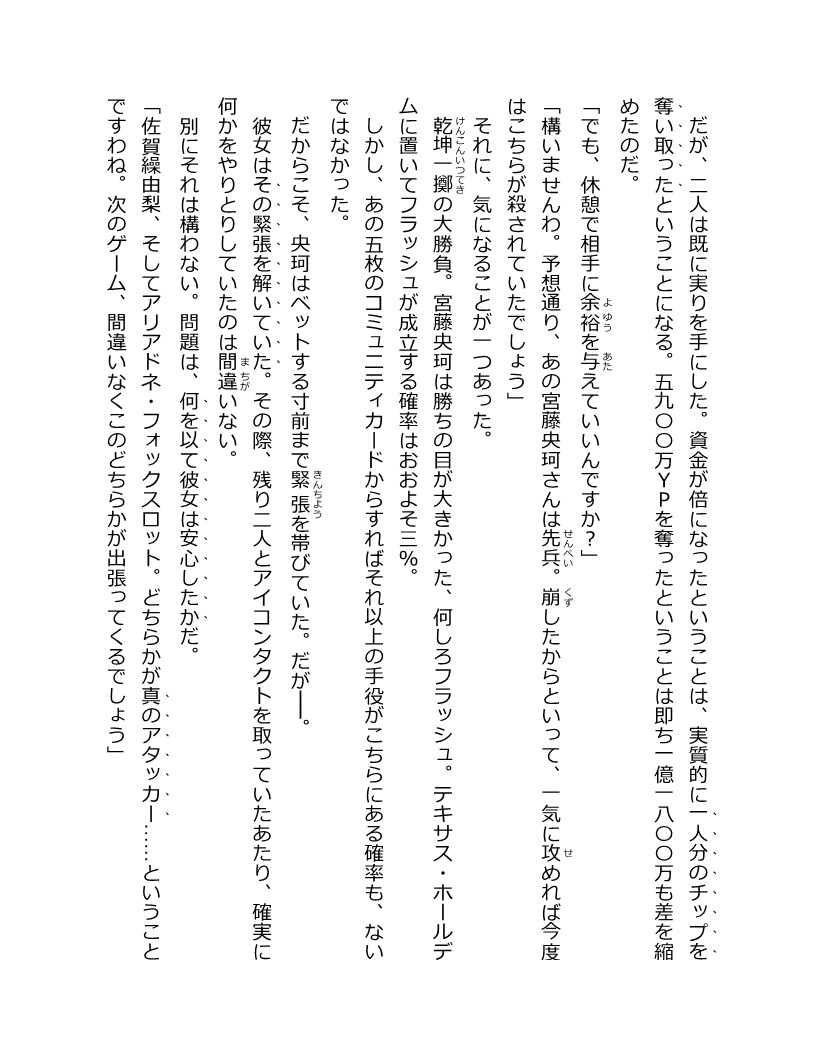 だが、二人は既に実りを手にした。資金が倍になったということは、実質的に一人分のチップを
奪い取ったということになる。五九〇〇万ＹＰを奪ったということは即ち一億一八〇〇万も差を縮
めたのだ。
「でも、休憩で相手に余裕を与えていいんですか？」
「構いませんわ。予想通り、あの宮藤央珂さんは先兵。崩したからといって、一気に攻めれば今度
はこちらが殺されていたでしょう」
　それに、気になることが一つあった。
　乾坤一擲の大勝負。宮藤央珂は勝ちの目が大きかった、何しろフラッシュ。テキサス・ホールデ
ムに置いてフラッシュが成立する確率はおおよそ三％。
　しかし、あの五枚のコミュニティカードからすればそれ以上の手役がこちらにある確率も、ない
ではなかった。
　だからこそ、央珂はベットする寸前まで緊張を帯びていた。だが――。
　彼女はその緊張を解いていた。その際、残り二人とアイコンタクトを取っていたあたり、確実に
何かをやりとりしていたのは間違いない。
　別にそれは構わない。問題は、何を以て彼女は安心したかだ。
「佐賀繰由梨、そしてアリアドネ・フォックスロット。どちらかが真のアタッカー……ということ
ですわね。次のゲーム、間違いなくこのどちらかが出張ってくるでしょう」